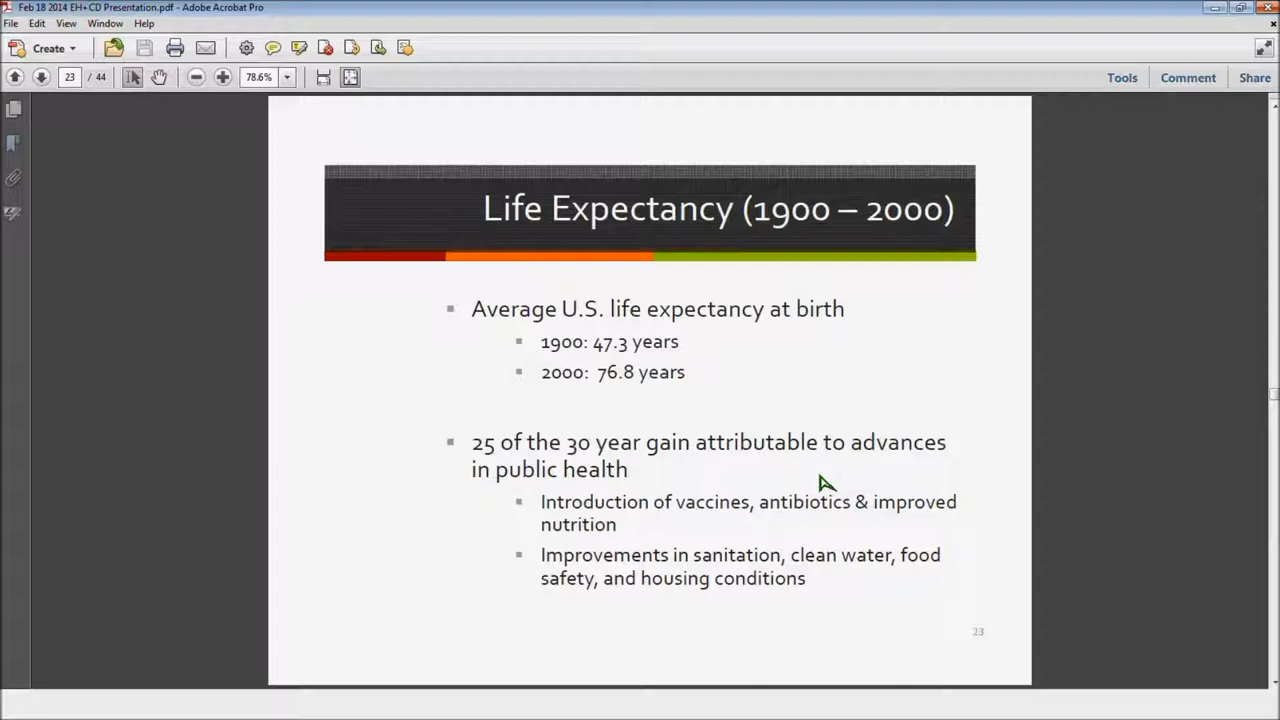 Feb 18 2014 EH+CD Presentation.pdf - Adobe Acrobat Pro
File Edit View Window Help
Create
23 / 44 78.6% Tools Comment Share
Life Expectancy (1900 – 2000)
Average U.S. life expectancy at birth
1900: 47.3 years
2000: 76.8 years
25 of the 30 year gain attributable to advances
in public health
Introduction of vaccines, antibiotics & improved
nutrition
Improvements in sanitation, clean water, food
safety, and housing conditions
23